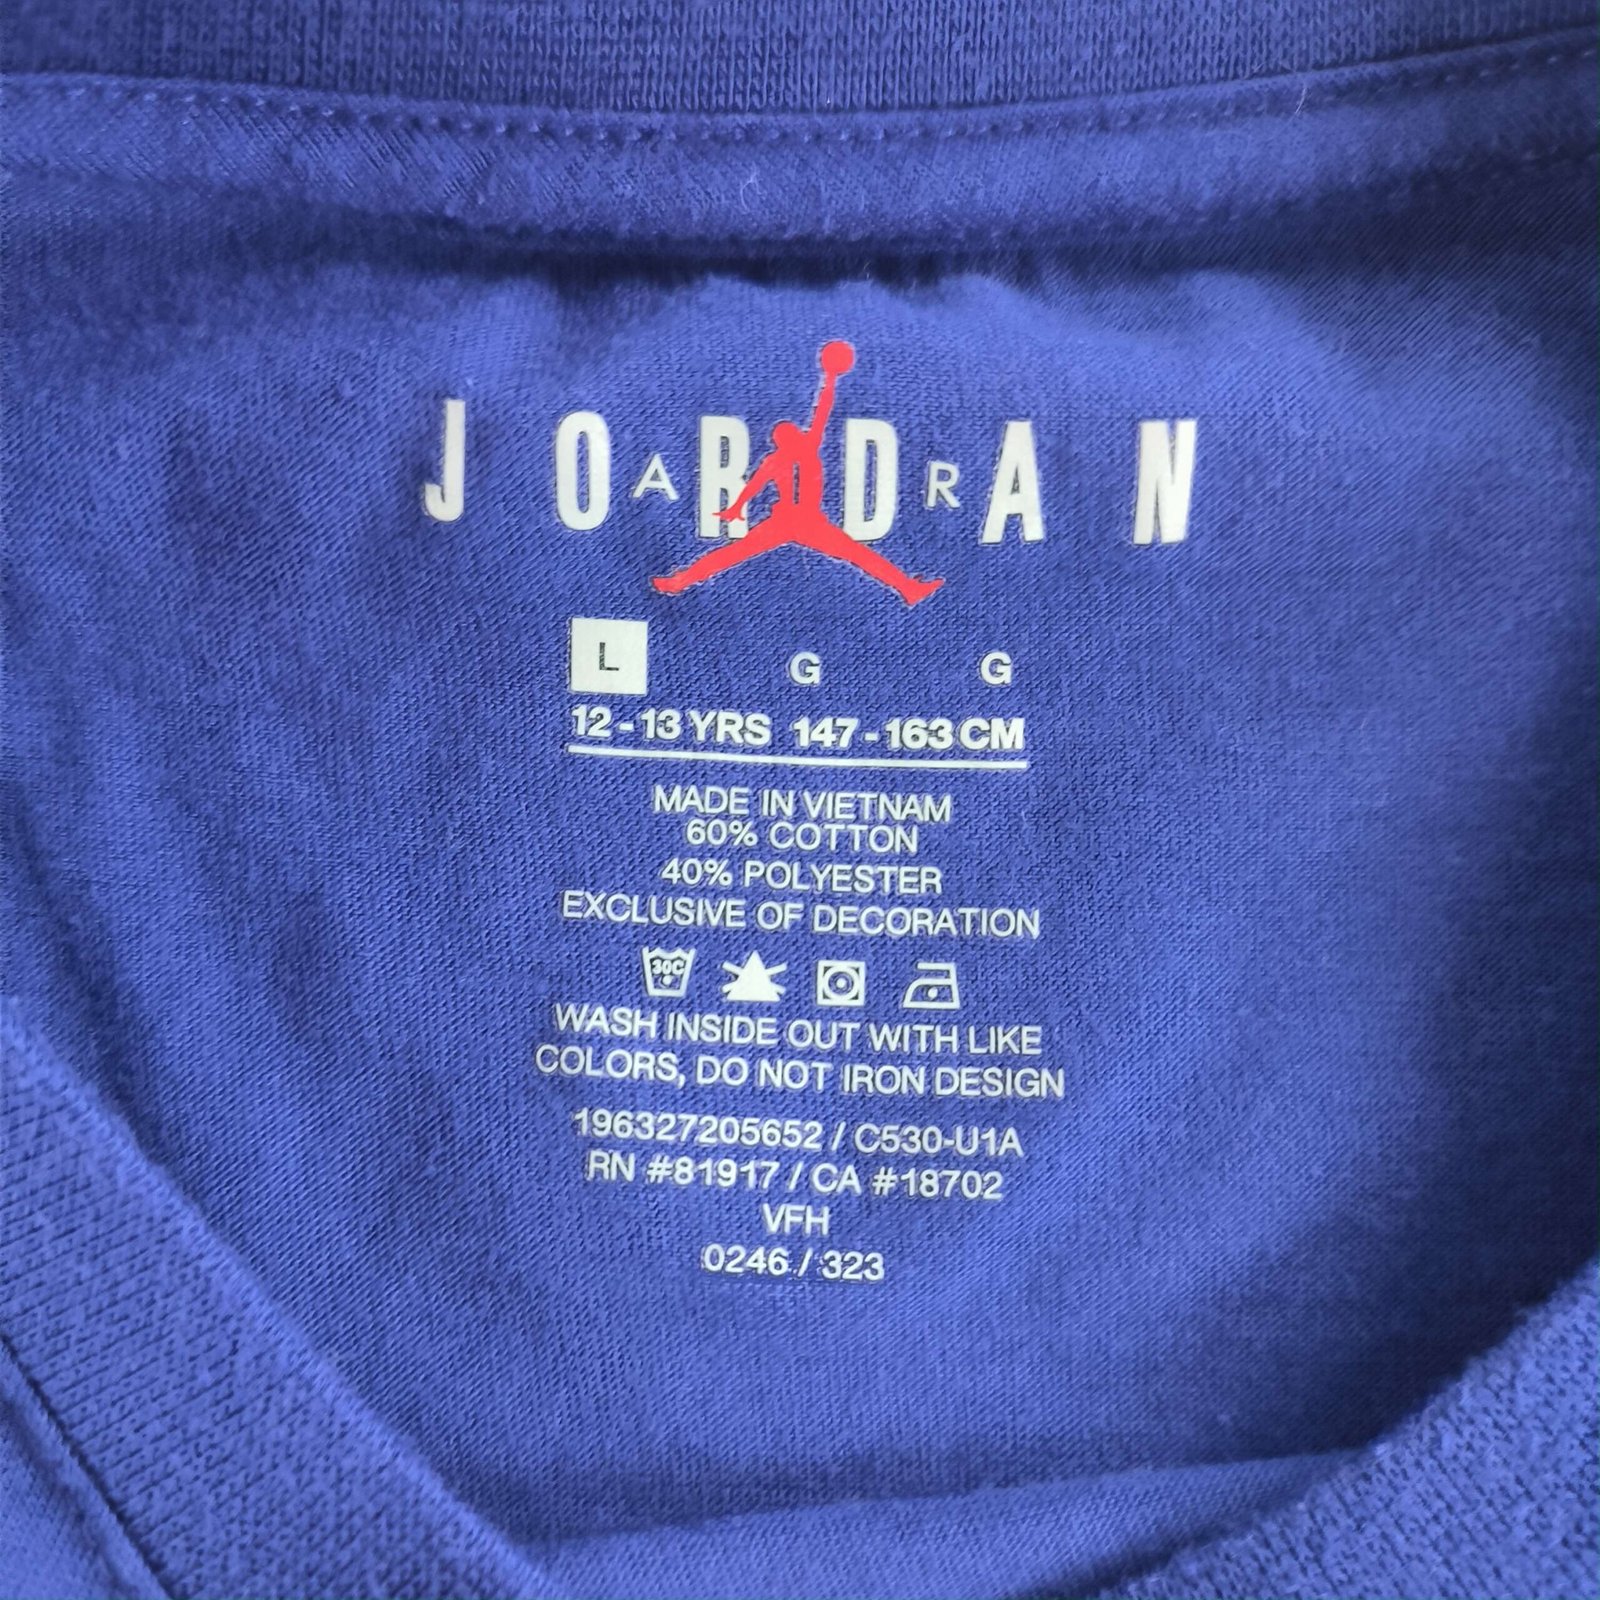 JORDAN
A R
L G G
12 - 13 YRS 147 - 163 CM
MADE IN VIETNAM
60% COTTON
40% POLYESTER
EXCLUSIVE OF DECORATION
30C
WASH INSIDE OUT WITH LIKE
COLORS, DO NOT IRON DESIGN
196327205652 / C530-U1A
RN #81917 / CA #18702
VFH
0246 / 323